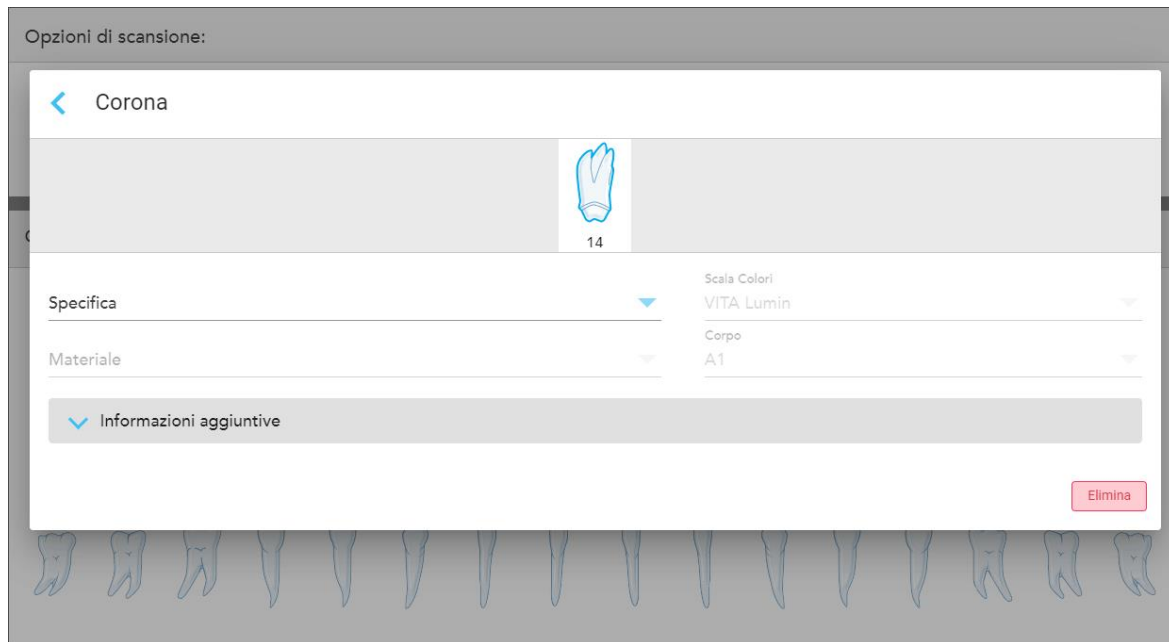 Opzioni di scansione:
Corona
14
Specifica
Scala Colori
VITA Lumin
Materiale
Corpo
A1
Informazioni aggiuntive
Elimina